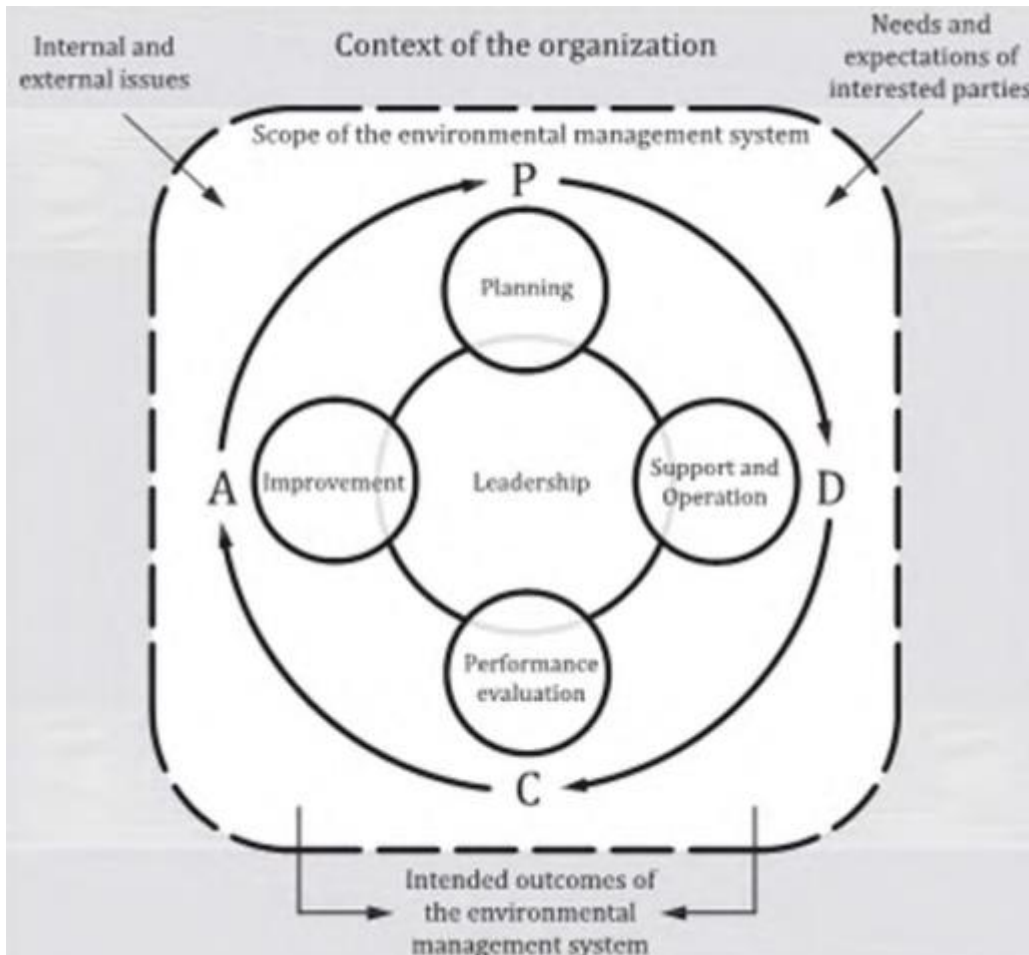 Internal and
external issues
Context of the organization
Needs and
expectations of
interested parties
Scope of the environmental management system
P
Planning
A
Improvement
Leadership
Support and
Operation
D
Performance
evaluation
C
Intended outcomes of
the environmental
management system